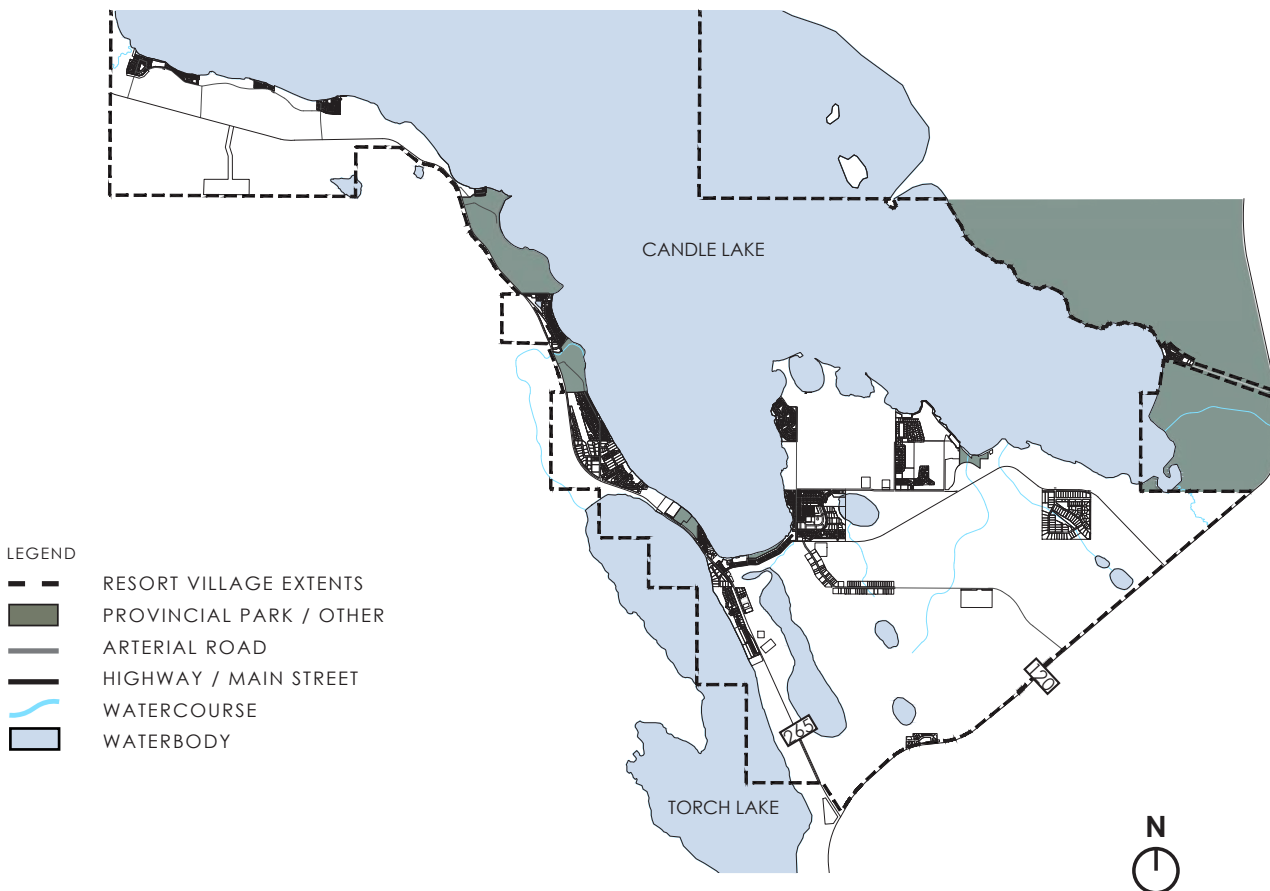 CANDLE LAKE
LEGEND
RESORT VILLAGE EXTENTS
PROVINCIAL PARK / OTHER
ARTERIAL ROAD
HIGHWAY / MAIN STREET
WATERCOURSE
WATERBODY
120
265
TORCH LAKE
N